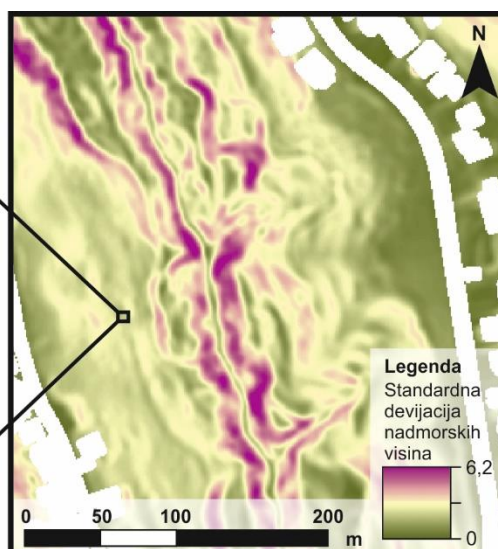 N
Legenda
Standardna
devijacija
nadmorskih
visina
6,2
0
0 50 100 200
m